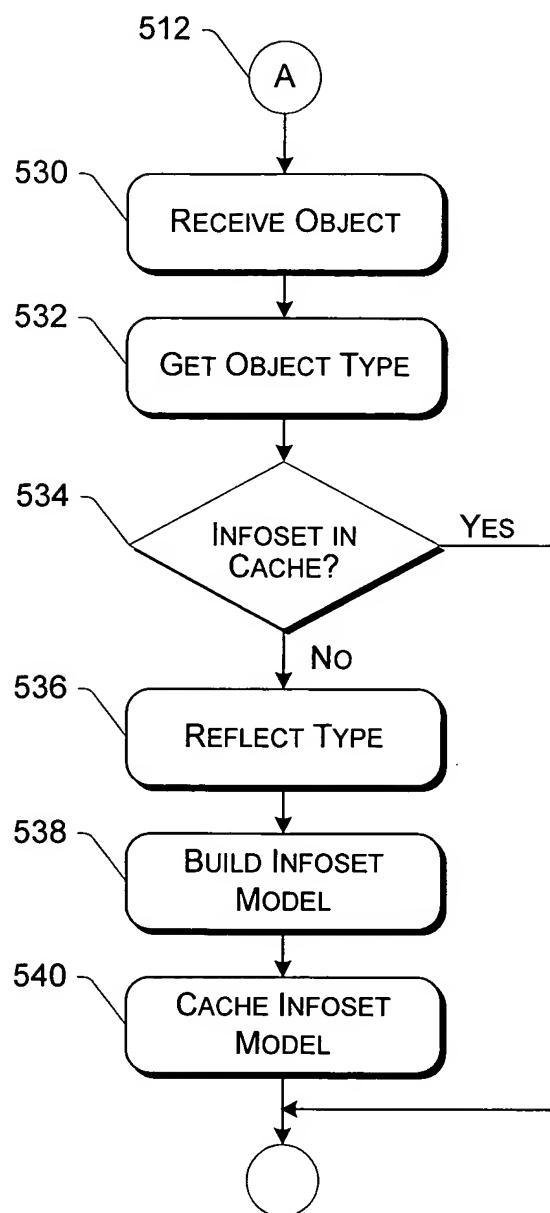 512
A
530
RECEIVE OBJECT
532
GET OBJECT TYPE
534
INFOSET IN
CACHE?
YES
NO
536
REFLECT TYPE
538
BUILD INFOSET
MODEL
540
CACHE INFOSET
MODEL